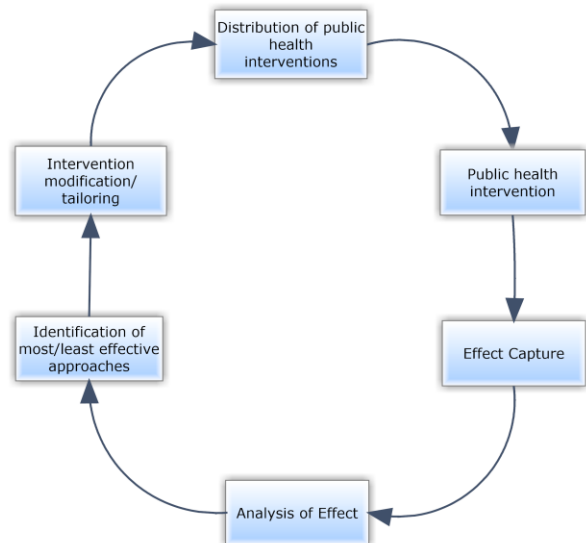 Distribution of public
health
interventions
Public health
intervention
Effect Capture
Analysis of Effect
Identification of
most/least effective
approaches
Intervention
modification/
tailoring